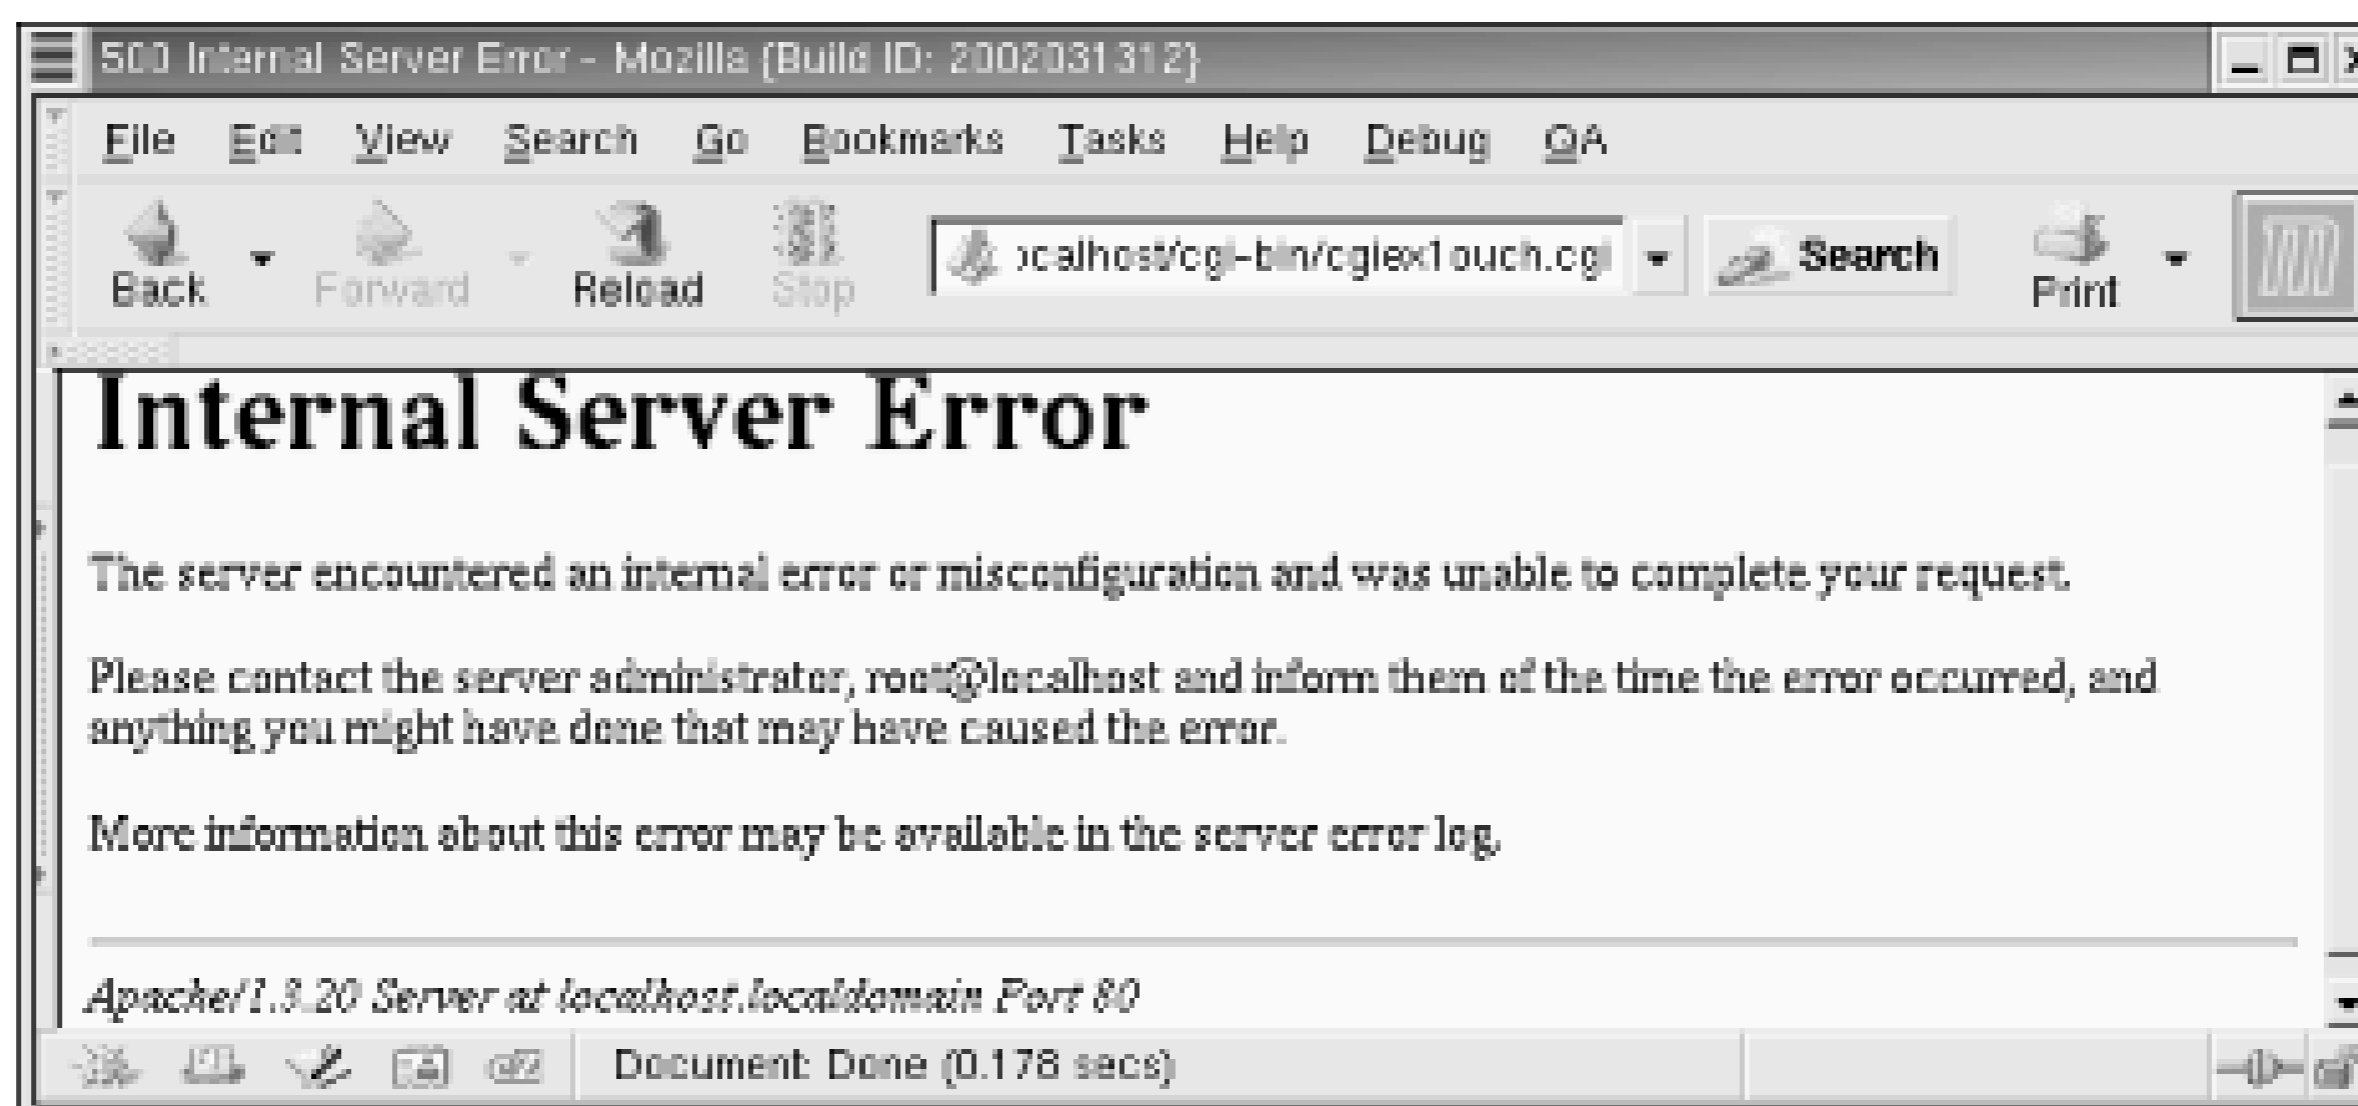 500 Internal Server Error - Mozilla {Build ID: 2002031312}
File Edit View Search Go Bookmarks Tasks Help Debug QA
ocalhost/cgi-bin/cgiex1ouch.cgi Search
Back Forward Reload Stop Print
Internal Server Error
The server encountered an internal error or misconfiguration and was unable to complete your request.
Please contact the server administrator, root@localhost and inform them of the time the error occurred, and
anything you might have done that may have caused the error.
More information about this error may be available in the server error log.
Apache/1.3.20 Server at localhost.localdomain Port 80
Document: Done (0.178 secs)